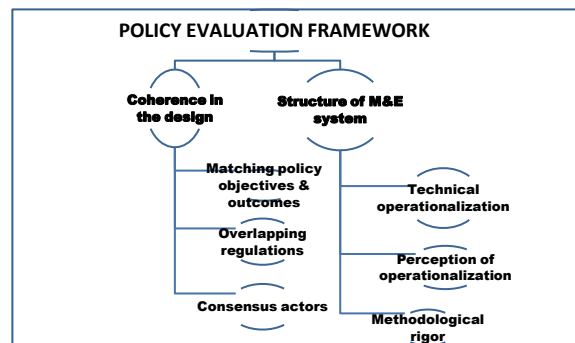 POLICY EVALUATION FRAMEWORK
Coherence in
the design
Structure of M&E
system
Matching policy
objectives &
outcomes
Overlapping
regulations
Consensus actors
Technical
operationalization
Perception of
operationalization
Methodological
rigor